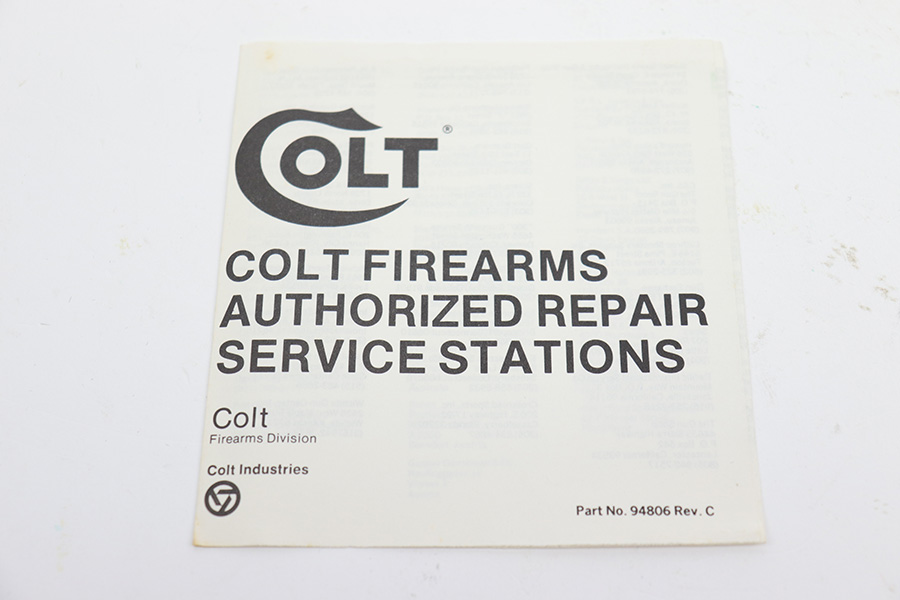 COLT®
COLT FIREARMS
AUTHORIZED REPAIR
SERVICE STATIONS
Colt
Firearms Division
Colt Industries
Part No. 94806 Rev. C